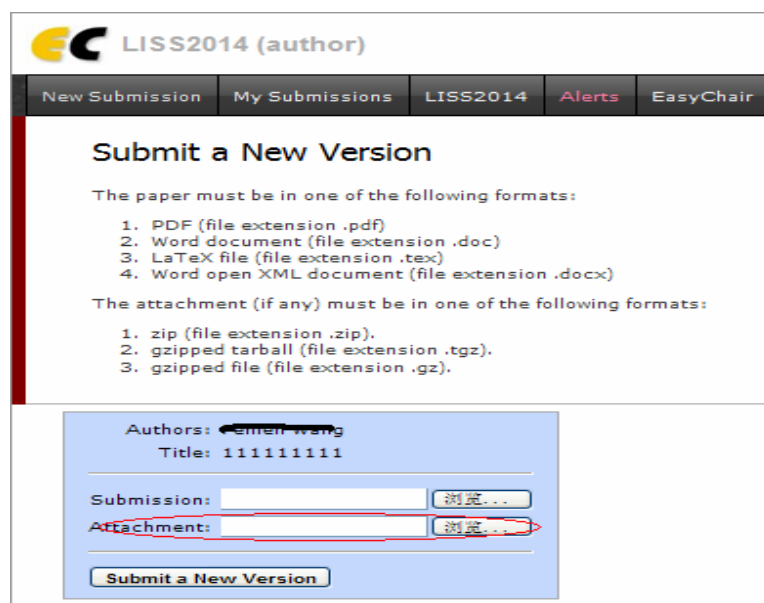 EC LISS2014 (author)
New Submission My Submissions LISS2014 Alerts EasyChair
Submit a New Version
The paper must be in one of the following formats:
1. PDF (file extension .pdf)
2. Word document (file extension .doc)
3. LaTeX file (file extension .tex)
4. Word open XML document (file extension .docx)
The attachment (if any) must be in one of the following formats:
1. zip (file extension .zip).
2. gzipped tarball (file extension .tgz).
3. gzipped file (file extension .gz).
Authors: Wang
Title: 111111111
Submission: 浏览...
Attachment: 浏览...
Submit a New Version